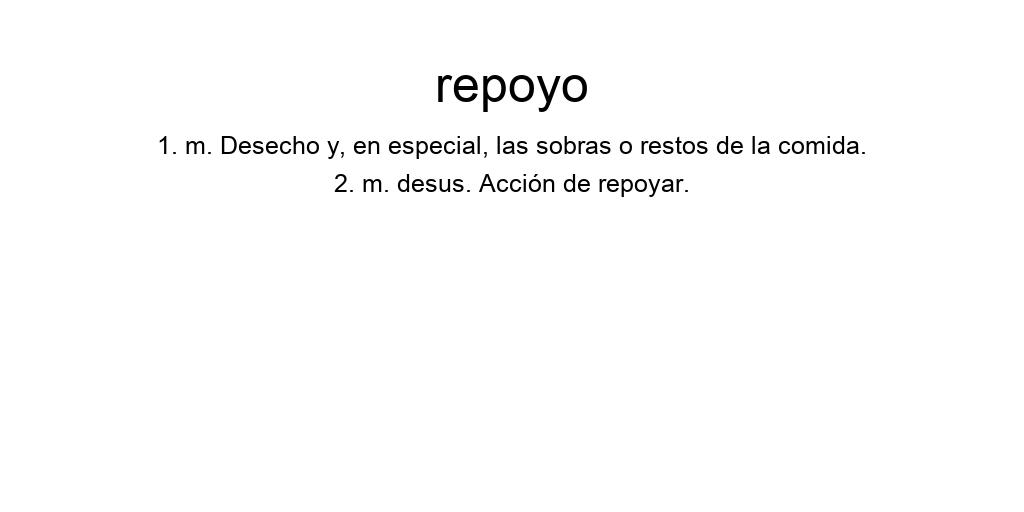 repoyo
1. m. Desecho y, en especial, las sobras o restos de la comida.
2. m. desus. Acción de repoyar.